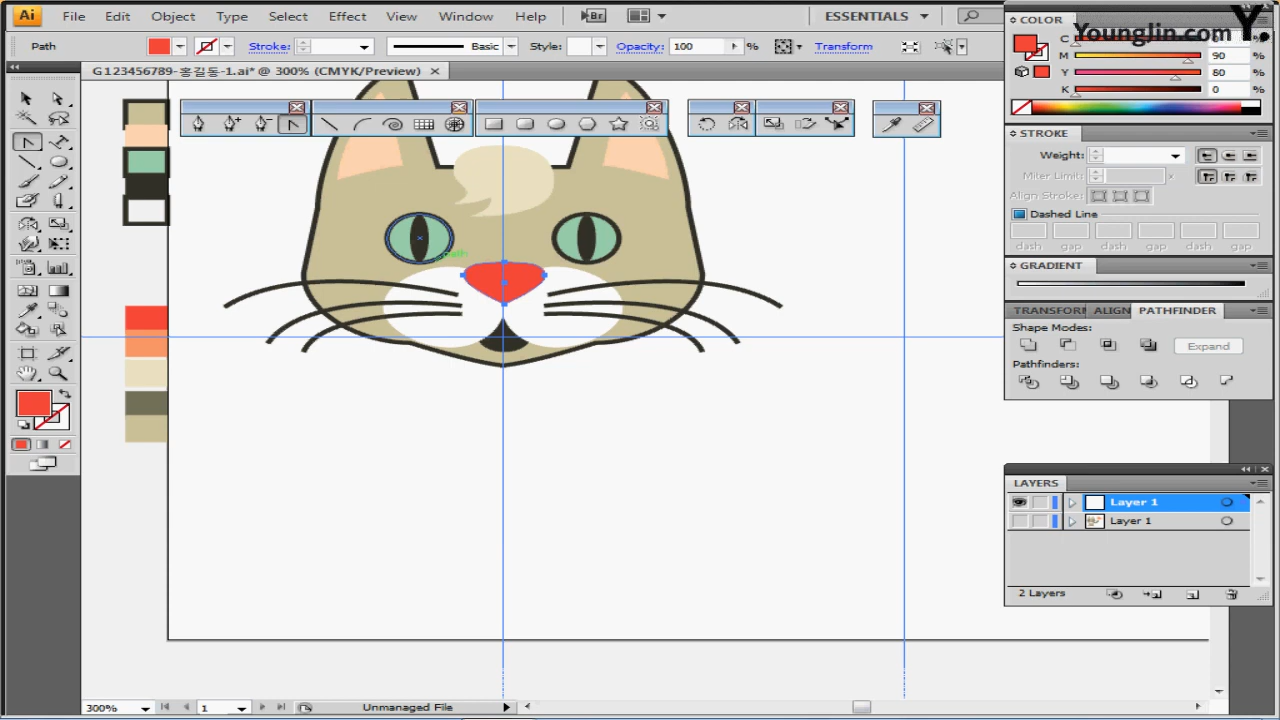 Ai File Edit Object Type Select Effect View Window Help Br ESSENTIALS
Path Stroke: Basic Style: Opacity: 100 % Transform
G123456789-홍길동-1.ai* @ 300% (CMYK/Preview)
Younglin.com
Y.
COLOR
C %
M 90 %
Y 80 %
K 0 %
STROKE
Weight:
Miter Limit: x
Align Stroke:
Dashed Line
dash gap dash gap dash gap
GRADIENT
TRANSFORM ALIGN PATHFINDER
Shape Modes:
Expand
Pathfinders:
path
LAYERS
Layer 1
Layer 1
2 Layers
300% 1 Unmanaged File